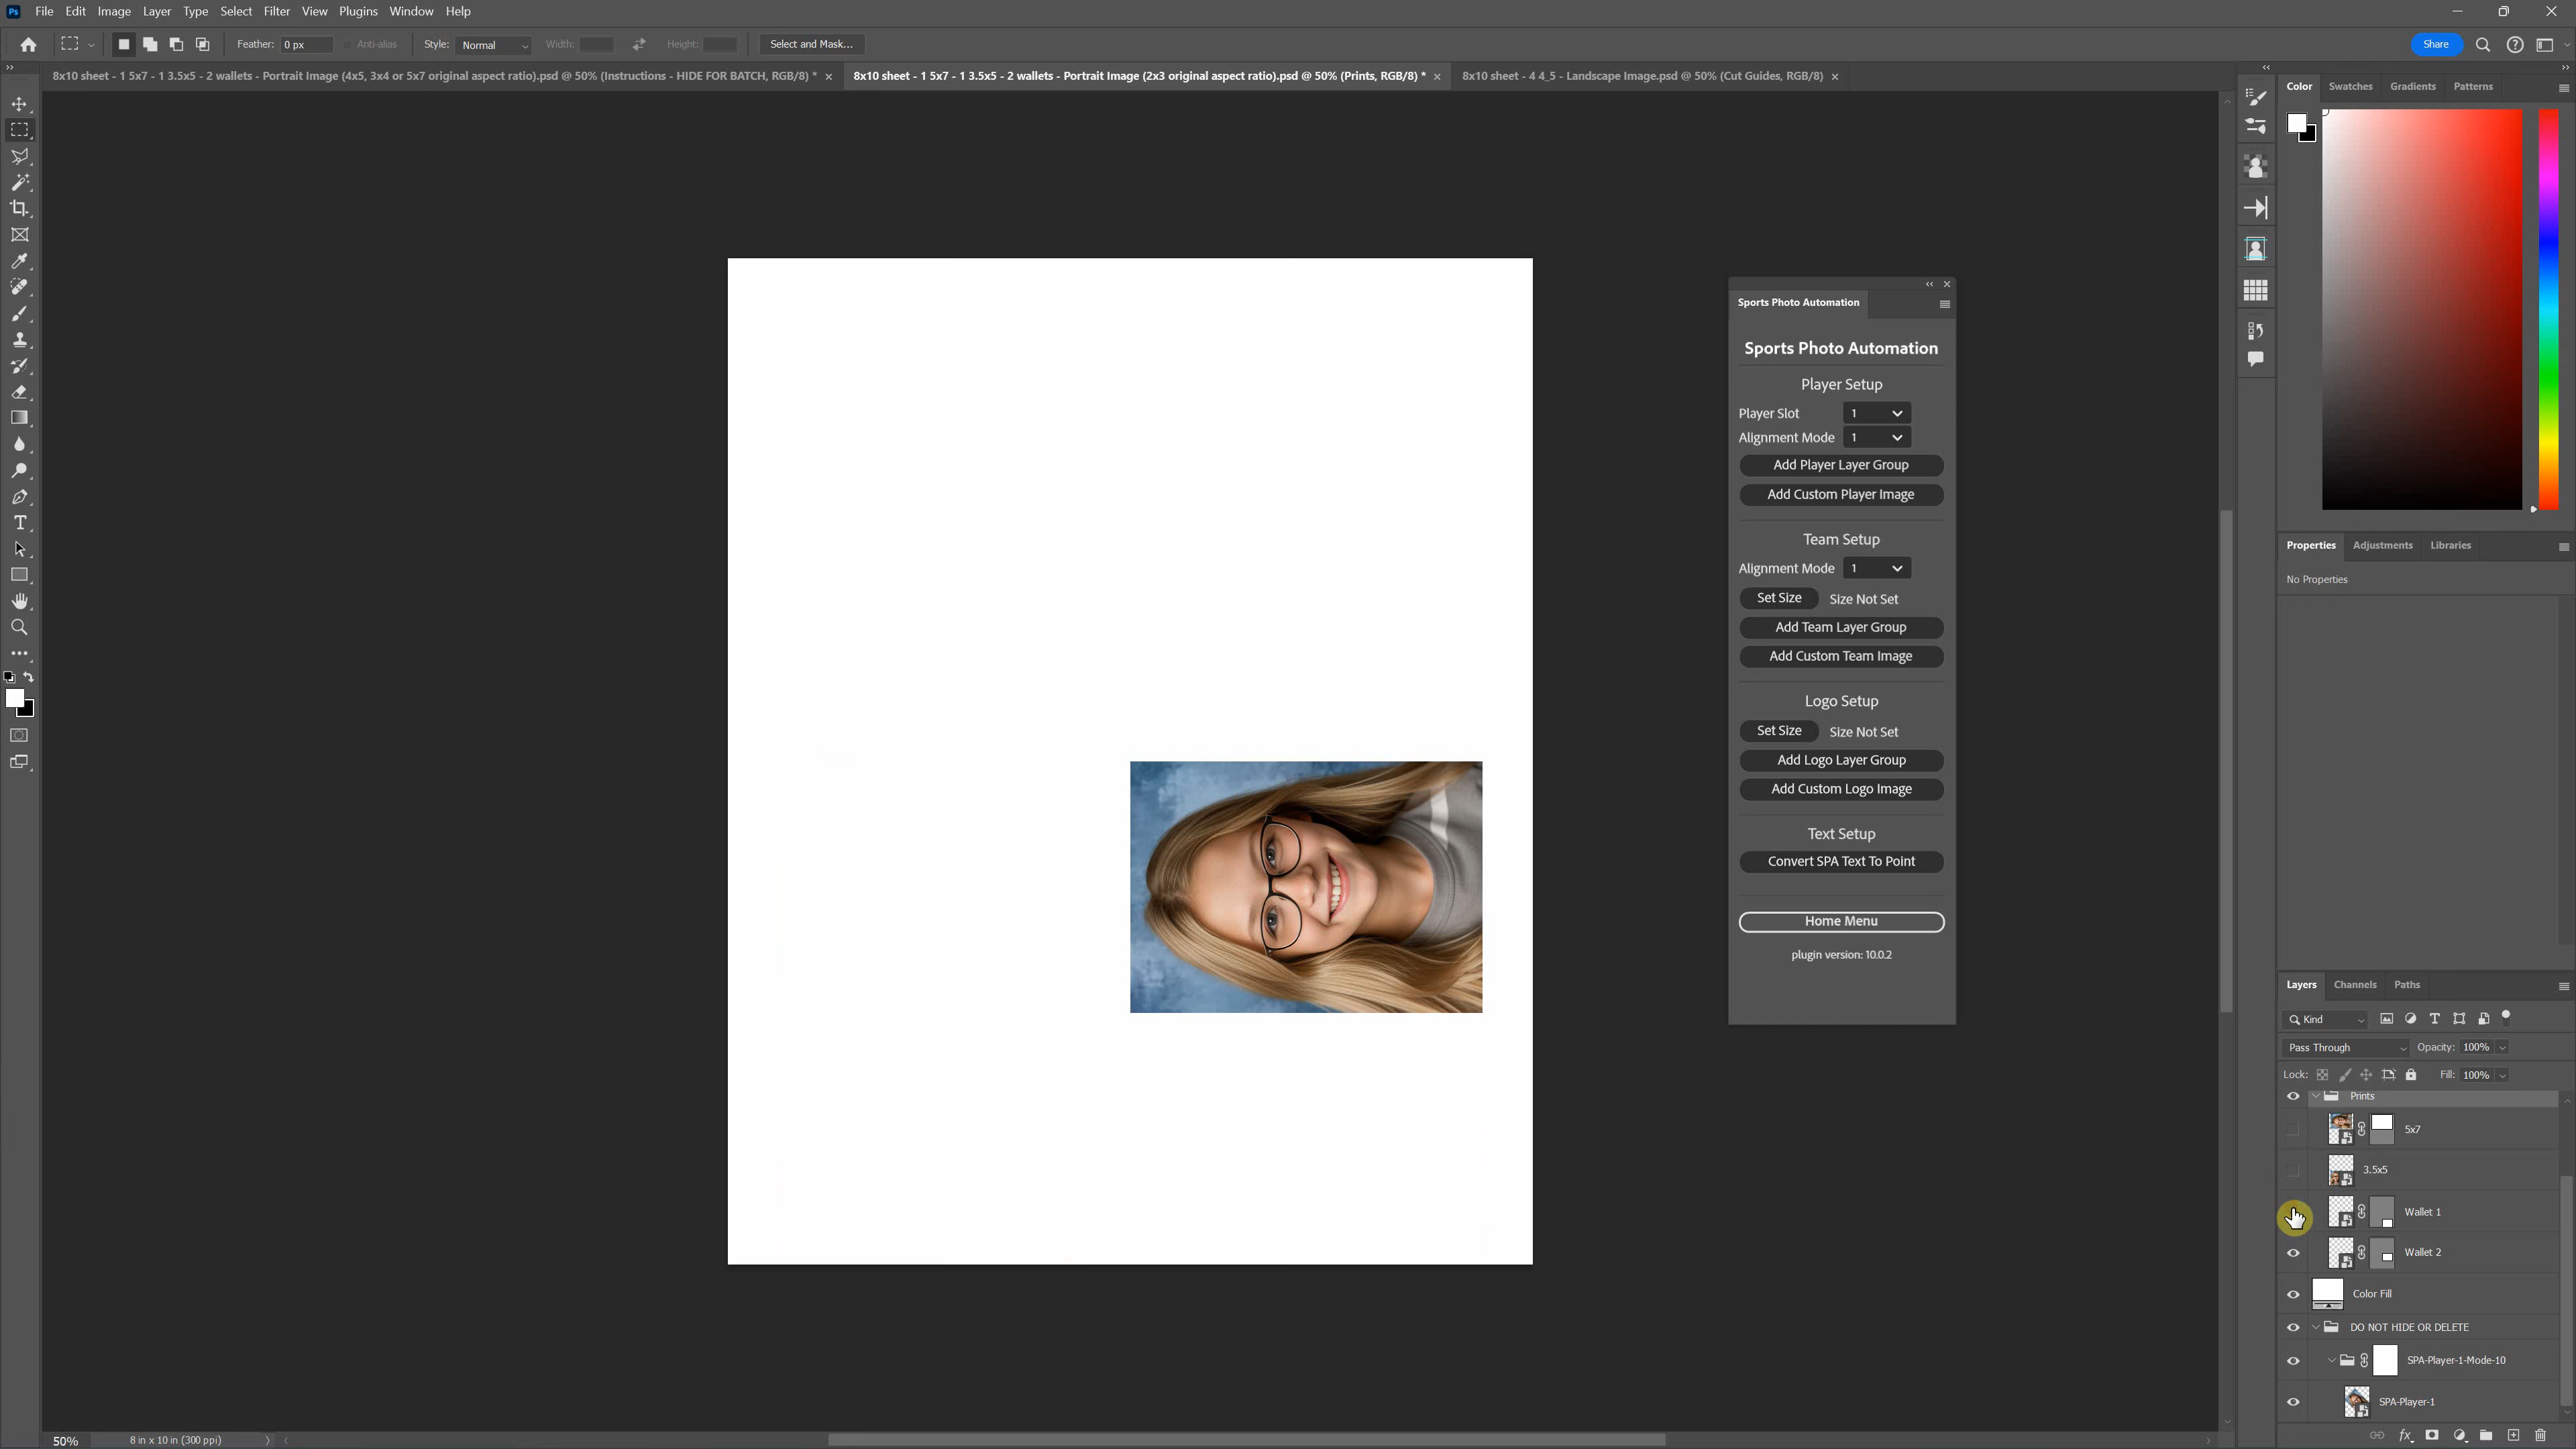 Ps File Edit Image Layer Type Select Filter View Plugins Window Help
Feather: 0 px Anti-alias Style: Normal Width: Height: Select and Mask... Share
8x10 sheet - 1 5x7 - 1 3.5x5 - 2 wallets - Portrait Image (4x5, 3x4 or 5x7 original aspect ratio).psd @ 50% (Instructions - HIDE FOR BATCH, RGB/8) * × 8x10 sheet - 1 5x7 - 1 3.5x5 - 2 wallets - Portrait Image (2x3 original aspect ratio).psd @ 50% (Prints, RGB/8) * × 8x10 sheet - 4 4_5 - Landscape Image.psd @ 50% (Cut Guides, RGB/8) ×
Color Swatches Gradients Patterns
Sports Photo Automation
Sports Photo Automation
Player Setup
Player Slot 1
Alignment Mode 1
Add Player Layer Group
Add Custom Player Image
Team Setup
Alignment Mode 1
Set Size Size Not Set
Add Team Layer Group
Add Custom Team Image
Logo Setup
Set Size Size Not Set
Add Logo Layer Group
Add Custom Logo Image
Text Setup
Convert SPA Text To Point
Home Menu
plugin version: 10.0.2
Properties Adjustments Libraries
No Properties
Layers Channels Paths
Kind
Pass Through Opacity: 100%
Lock: Fill: 100%
Prints
5x7
3.5x5
Wallet 1
Wallet 2
Color Fill
DO NOT HIDE OR DELETE
SPA-Player-1-Mode-10
SPA-Player-1
50% 8 in x 10 in (300 ppi)